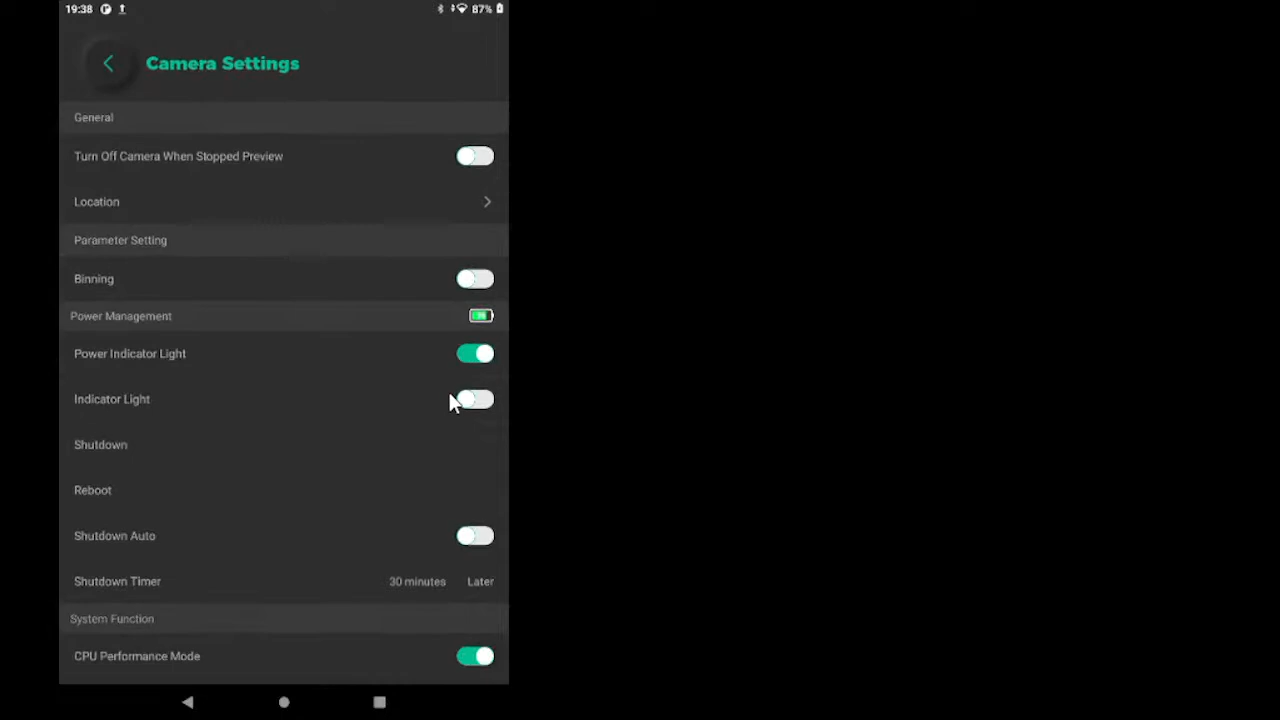 19:38 87%
Camera Settings
General
Turn Off Camera When Stopped Preview
Location
Parameter Setting
Binning
Power Management
Power Indicator Light
Indicator Light
Shutdown
Reboot
Shutdown Auto
Shutdown Timer 30 minutes Later
System Function
CPU Performance Mode